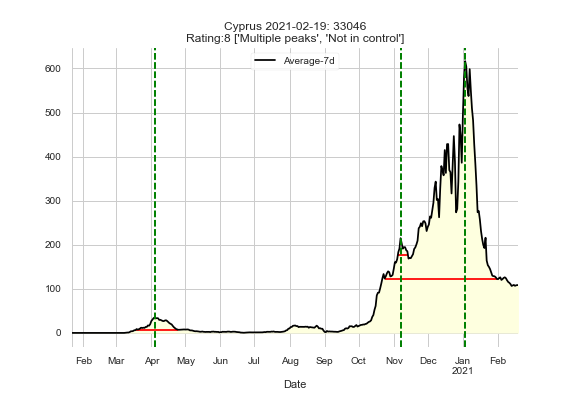 Cyprus 2021-02-19: 33046
Rating:8 ['Multiple peaks', 'Not in control']
Average-7d
600
500
400
300
200
100
0
Feb Mar Apr May Jun Jul Aug Sep Oct Nov Dec Jan Feb
2021
Date